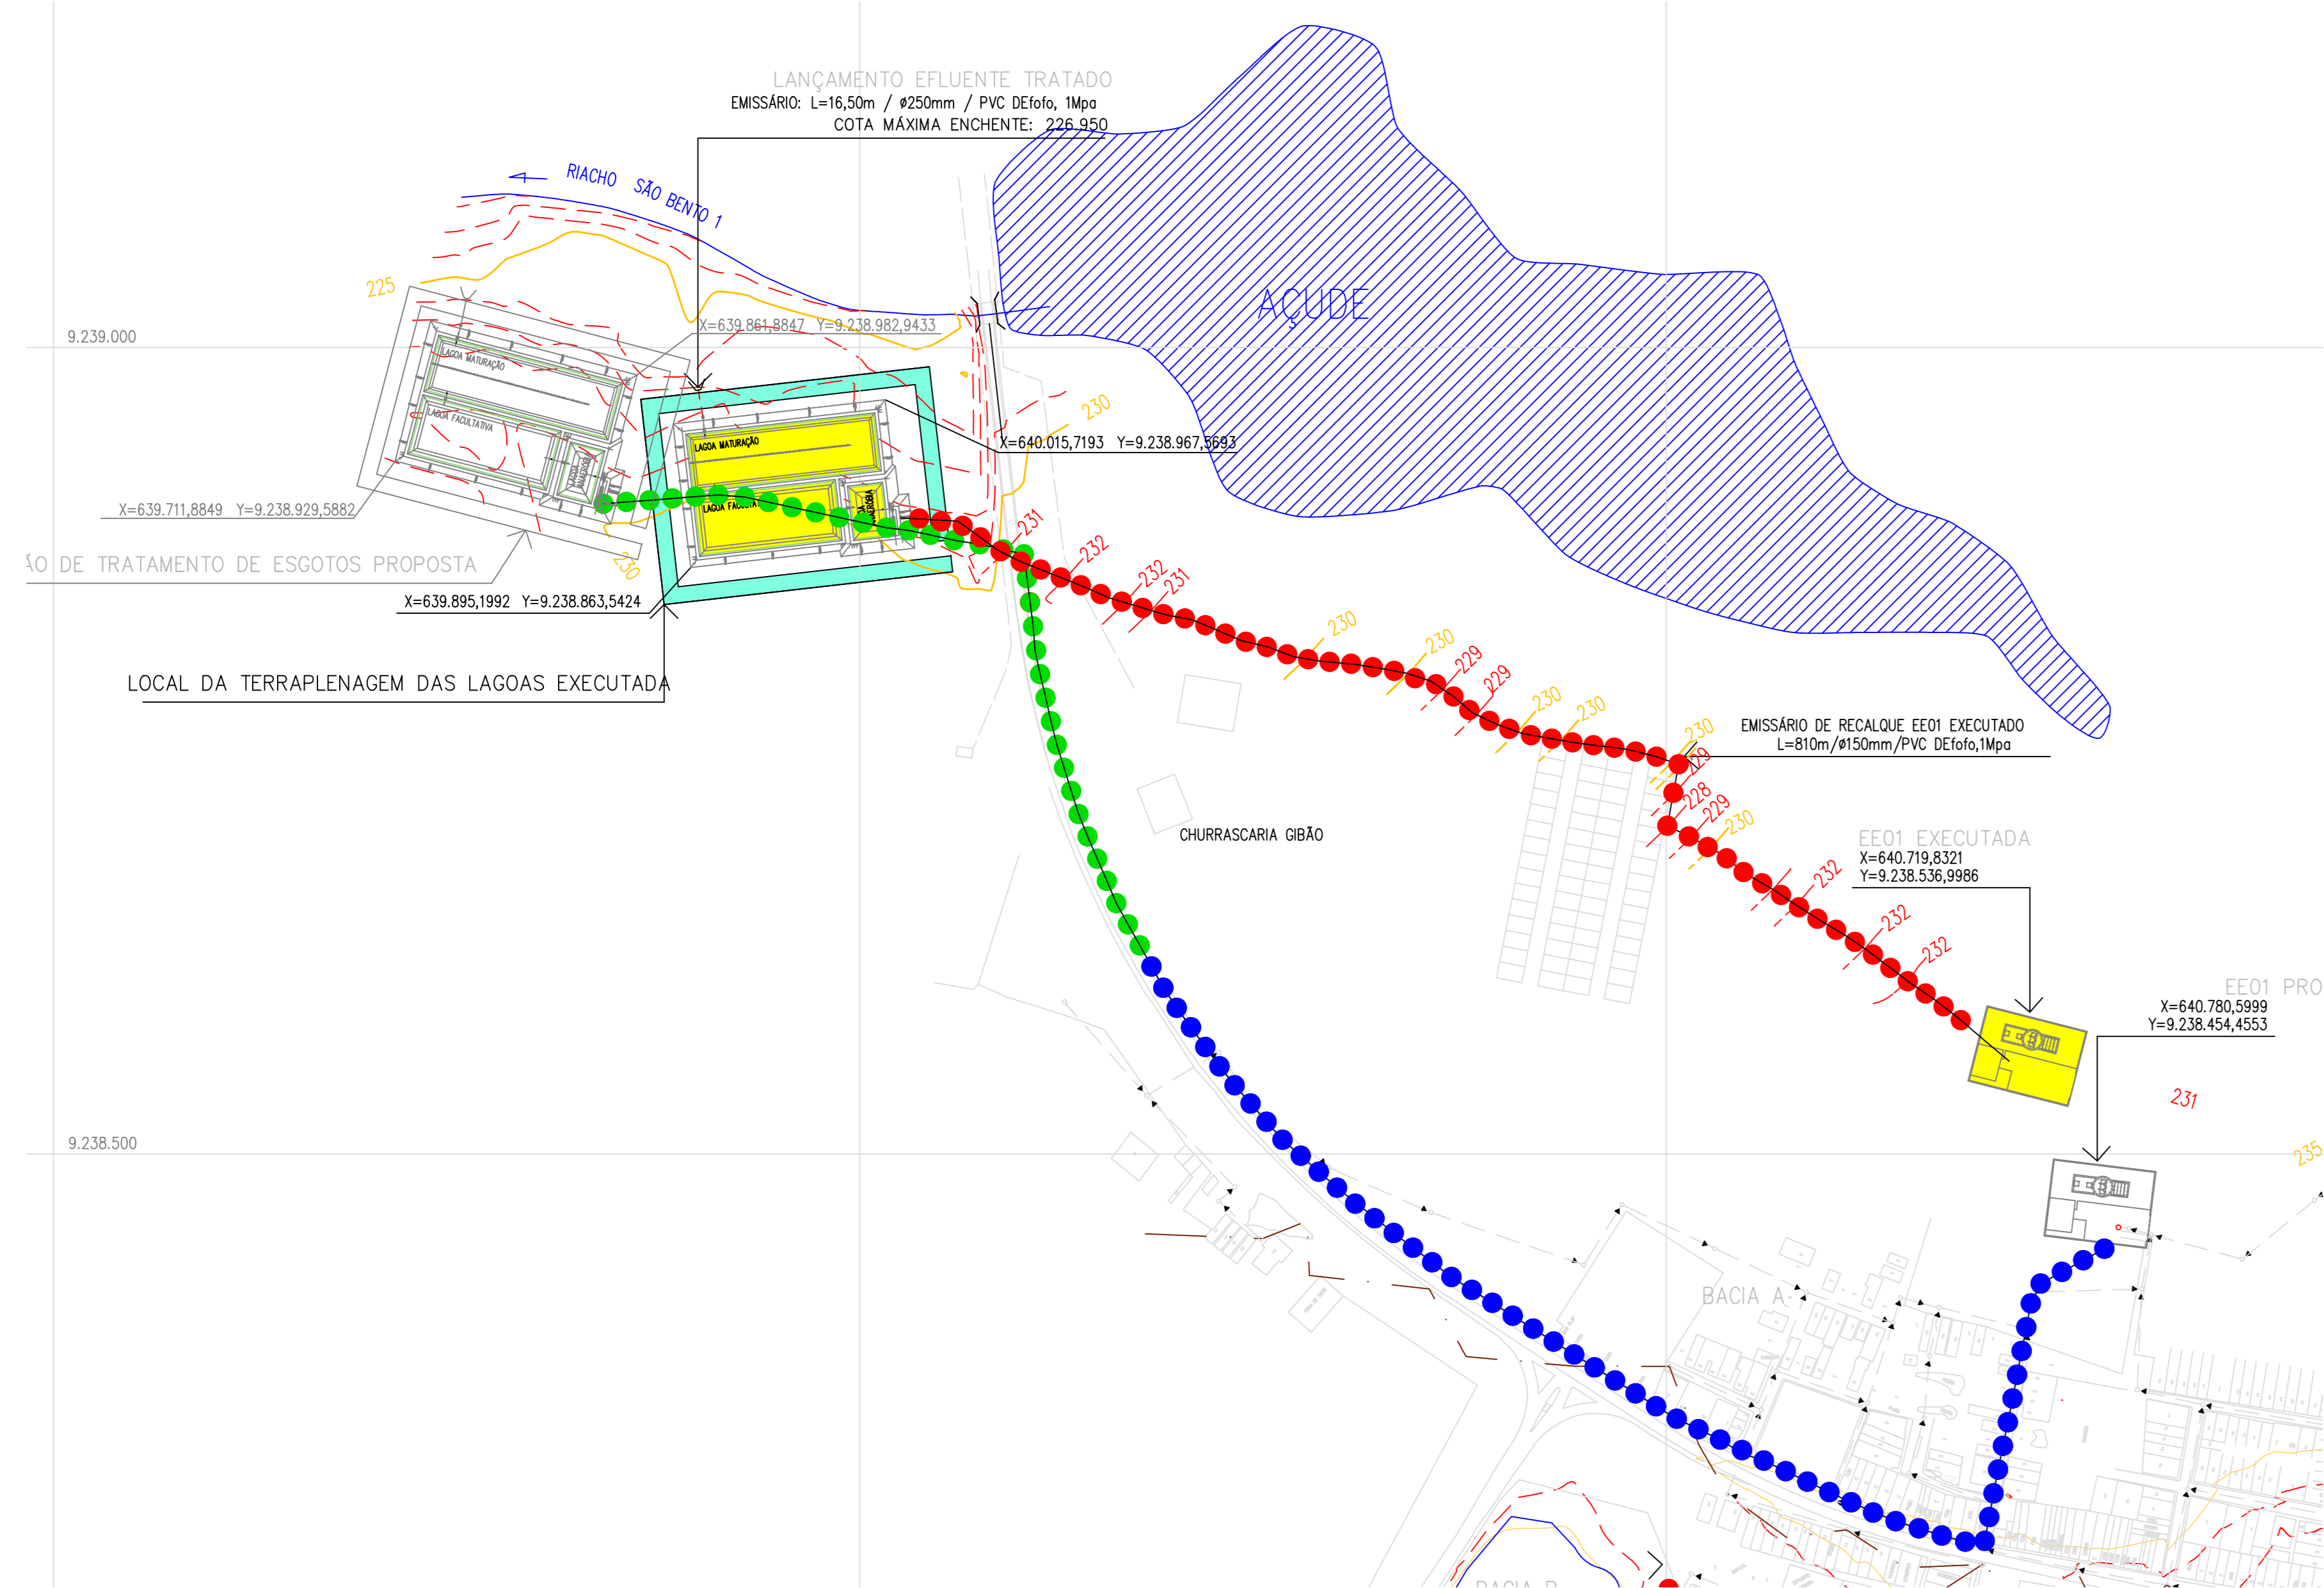 LANÇAMENTO EFLUENTE TRATADO
EMISSÁRIO: L=16,50m / ø250mm / PVC DEfofo, 1Mpa
COTA MÁXIMA ENCHENTE: 226.950
RIACHO SÃO BENTO 1
225
AÇUDE
X=639.861,8847 Y=9.238.982,9433
9.239.000
LAGOA MATURAÇÃO
LAGOA FACULTATIVA
LAGOA ANAERÓBIA
230
X=640.015,7193 Y=9.238.967,5693
LAGOA MATURAÇÃO
X=639.711,8849 Y=9.238.929,5882
231
232
232
231
ÃO DE TRATAMENTO DE ESGOTOS PROPOSTA
230
X=639.895,1992 Y=9.238.863,5424
230
230
229
229
LOCAL DA TERRAPLENAGEM DAS LAGOAS EXECUTADA
230
230
230
EMISSÁRIO DE RECALQUE EE01 EXECUTADO
L=810m/ø150mm/PVC DEfofo,1Mpa
229
228
229
230
CHURRASCARIA GIBÃO
EE01 EXECUTADA
X=640.719,8321
Y=9.238.536,9986
232
232
232
EE01 PRO
X=640.780,5999
Y=9.238.454,4553
231
9.238.500
235
BACIA A